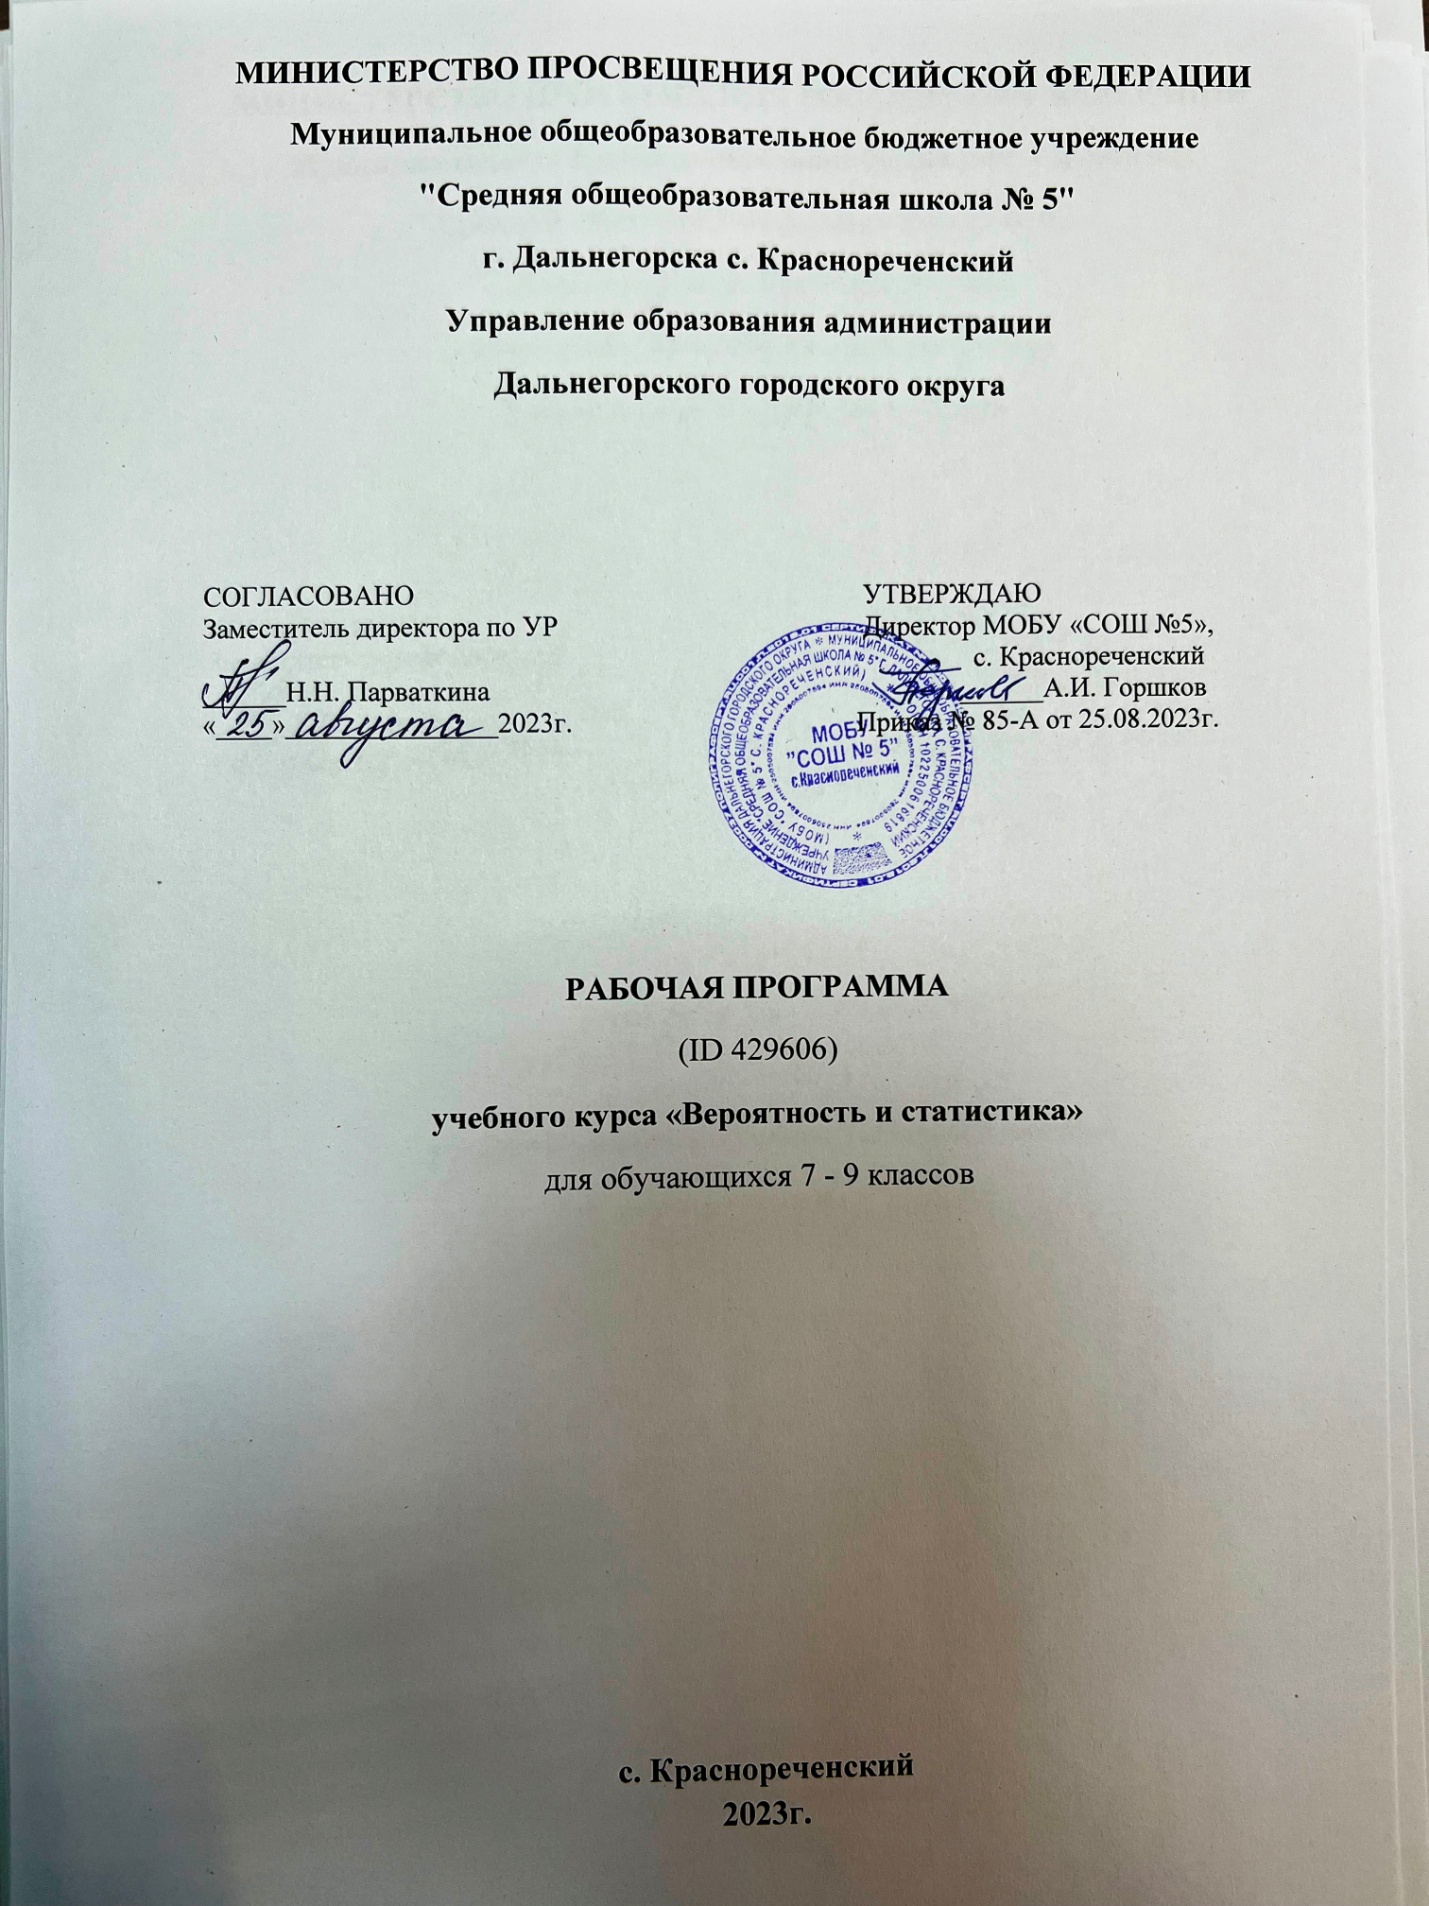 МИНИСТЕРСТВО ПРОСВЕЩЕНИЯ РОССИЙСКОЙ ФЕДЕРАЦИИ
Муниципальное общеобразовательное бюджетное учреждение
"Средняя общеобразовательная школа № 5"
г. Дальнегорска с. Краснореченский
Управление образования администрации
Дальнегорского городского округа
СОГЛАСОВАНО
Заместитель директора по УР
Н.Н. Парваткина
«25» августа 2023г.
УТВЕРЖДАЮ
Директор МОБУ «СОШ №5»,
с. Краснореченский
А.И. Горшков
Приказ № 85-А от 25.08.2023г.
МОБУ
"СОШ № 5"
с.Краснореченский
РАБОЧАЯ ПРОГРАММА
(ID 429606)
учебного курса «Вероятность и статистика»
для обучающихся 7 - 9 классов
с. Краснореченский
2023г.